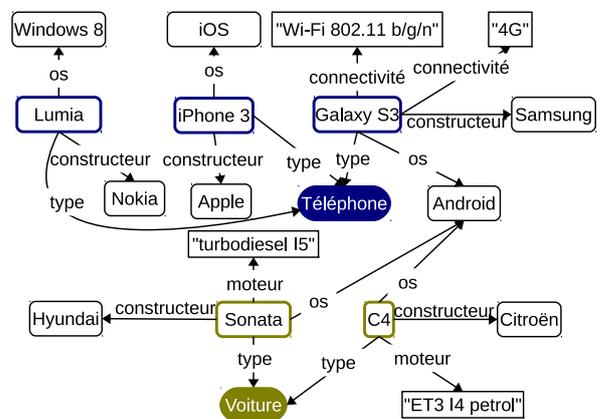 Windows 8
iOS
"Wi-Fi 802.11 b/g/n"
"4G"
os
os
connectivité
connectivité
Lumia
iPhone 3
Galaxy S3
constructeur
Samsung
constructeur
constructeur
type
type
os
type
Nokia
Apple
Téléphone
Android
"turbodiesel I5"
moteur
os
os
Hyundai
constructeur
Sonata
C4
constructeur
Citroën
type
type
moteur
Voiture
"ET3 I4 petrol"